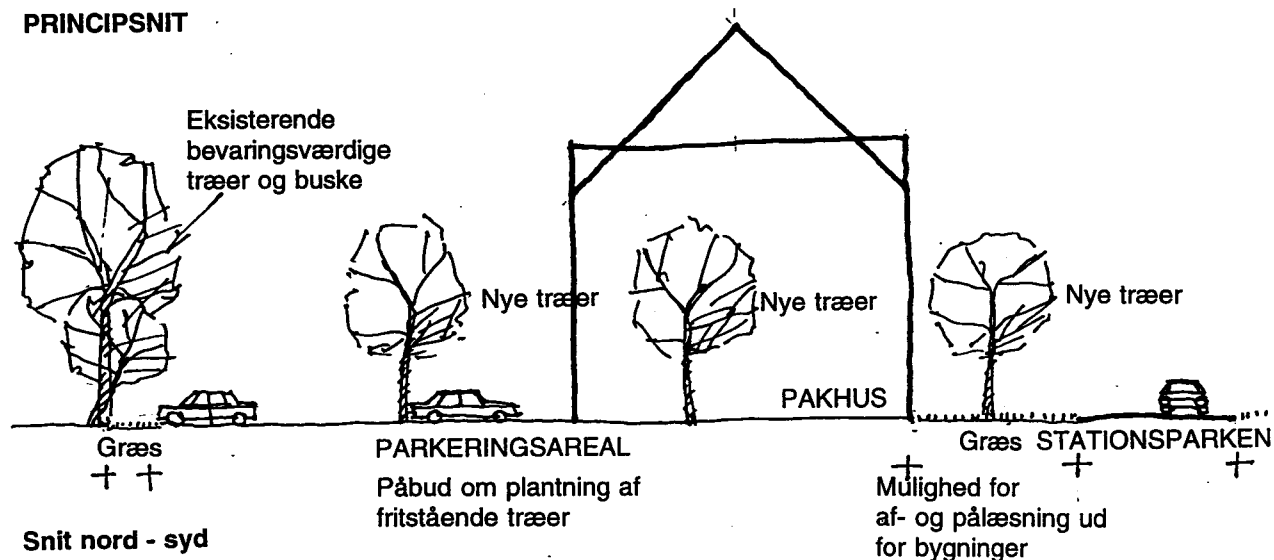 PRINCIPSNIT
Eksisterende
bevaringsværdige
træer og buske
Nye træer
Nye træer
Nye træer
PAKHUS
Græs
PARKERINGSAREAL
Græs
STATIONSPARKEN
Påbud om plantning af
fritstående træer
Mulighed for
af- og pålæsning ud
for bygninger
Snit nord - syd